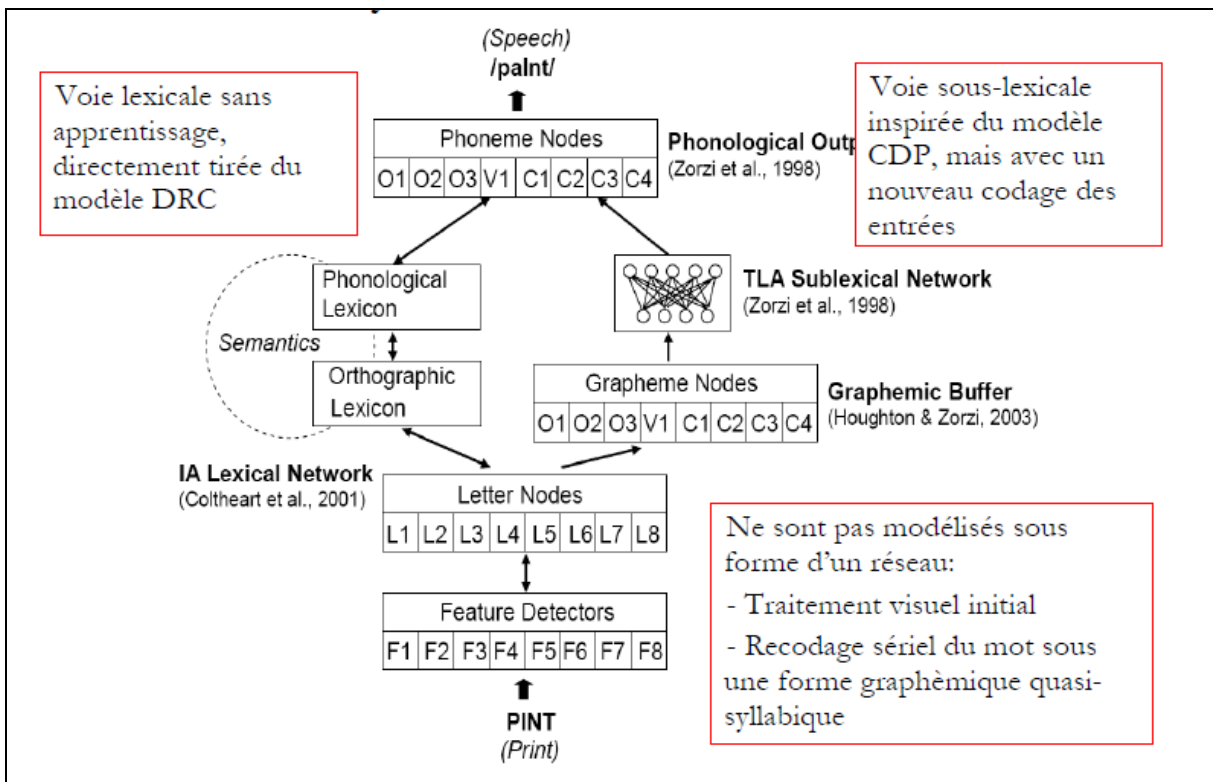 (Speech)
/paInt/
Voie lexicale sans
apprentissage,
directement tirée du
modèle DRC
Phoneme Nodes
O1 O2 O3 V1 C1 C2 C3 C4
Phonological Outp
(Zorzi et al., 1998)
Voie sous-lexicale
inspirée du modèle
CDP, mais avec un
nouveau codage des
entrées
Phonological
Lexicon
TLA Sublexical Network
(Zorzi et al., 1998)
Semantics
Orthographic
Lexicon
Grapheme Nodes
O1 O2 O3 V1 C1 C2 C3 C4
Graphemic Buffer
(Houghton & Zorzi, 2003)
IA Lexical Network
(Coltheart et al., 2001)
Letter Nodes
L1 L2 L3 L4 L5 L6 L7 L8
Feature Detectors
F1 F2 F3 F4 F5 F6 F7 F8
PINT
(Print)
Ne sont pas modélisés sous
forme d'un réseau:
- Traitement visuel initial
- Recodage sériel du mot sous
une forme graphèmique quasi-
syllabique